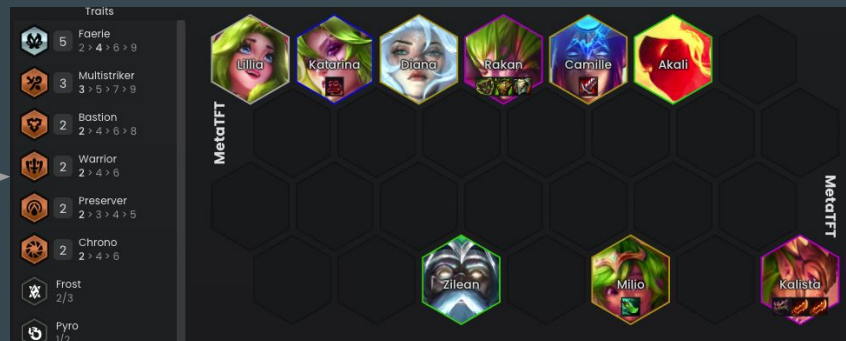 Traits
5 Faerie
2 > 4 > 6 > 9
3 Multistriker
3 > 5 > 7 > 9
2 Bastion
2 > 4 > 6 > 8
2 Warrior
2 > 4 > 6
2 Preserver
2 > 3 > 4 > 5
2 Chrono
2 > 4 > 6
Frost
2/3
Pyro
1/2
Lillia
Katarina
Diana
Rakan
Camille
Akali
MetaTFT
MetaTFT
Zilean
Milio
Kalista